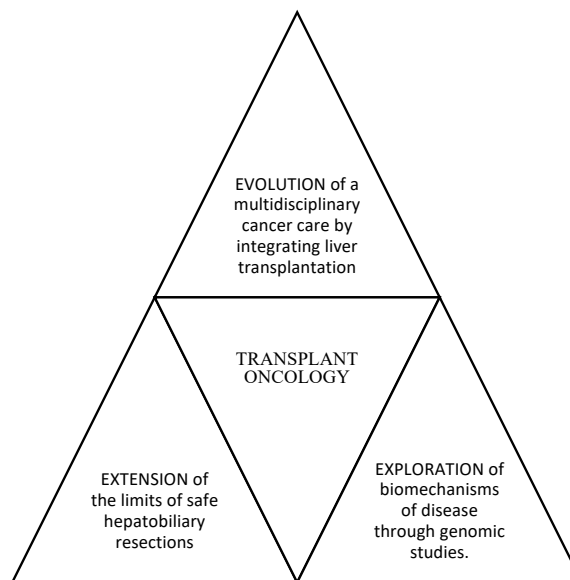 EVOLUTION of a
multidisciplinary
cancer care by
integrating liver
transplantation
TRANSPLANT
ONCOLOGY
EXTENSION of
the limits of safe
hepatobiliary
resections
EXPLORATION of
biomechanisms
of disease
through genomic
studies.